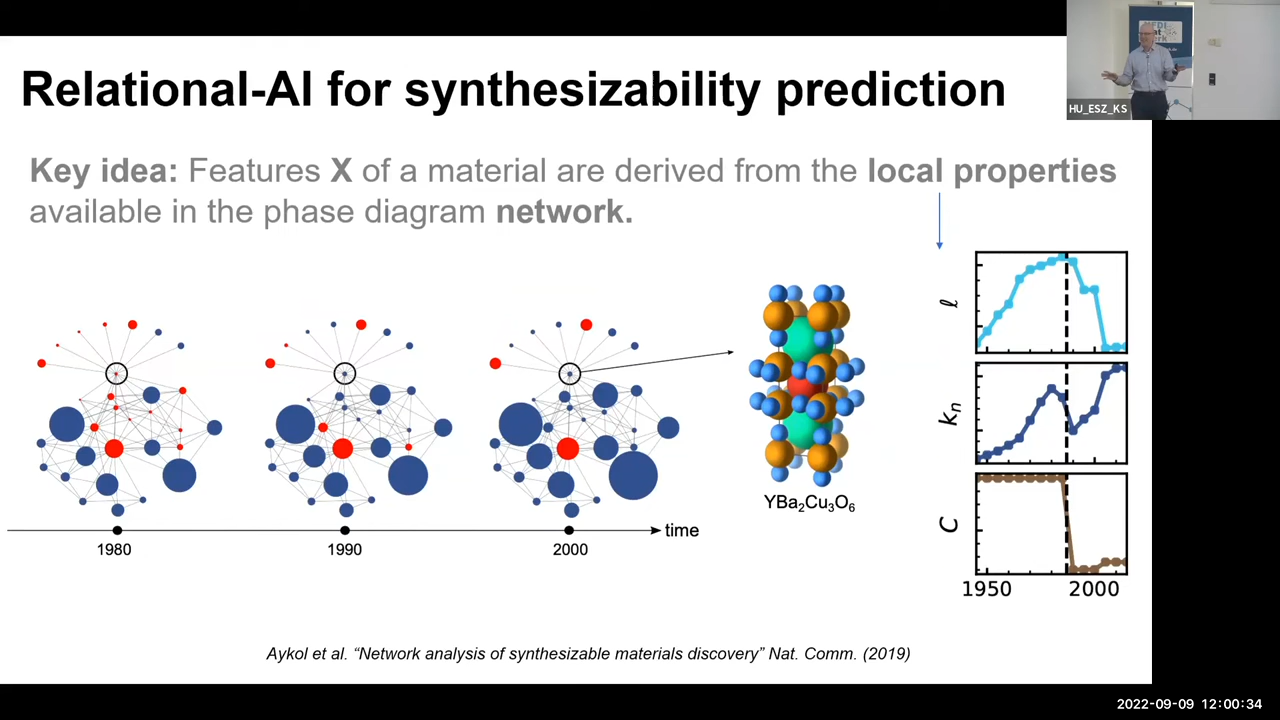 Relational-AI for synthesizability prediction
HU_ESZ_KS
Key idea: Features X of a material are derived from the local properties
available in the phase diagram network.
ℓ
kn
C
YBa2Cu3O6
time
1980
1990
2000
1950
2000
Aykol et al. “Network analysis of synthesizable materials discovery” Nat. Comm. (2019)
2022-09-09 12:00:34